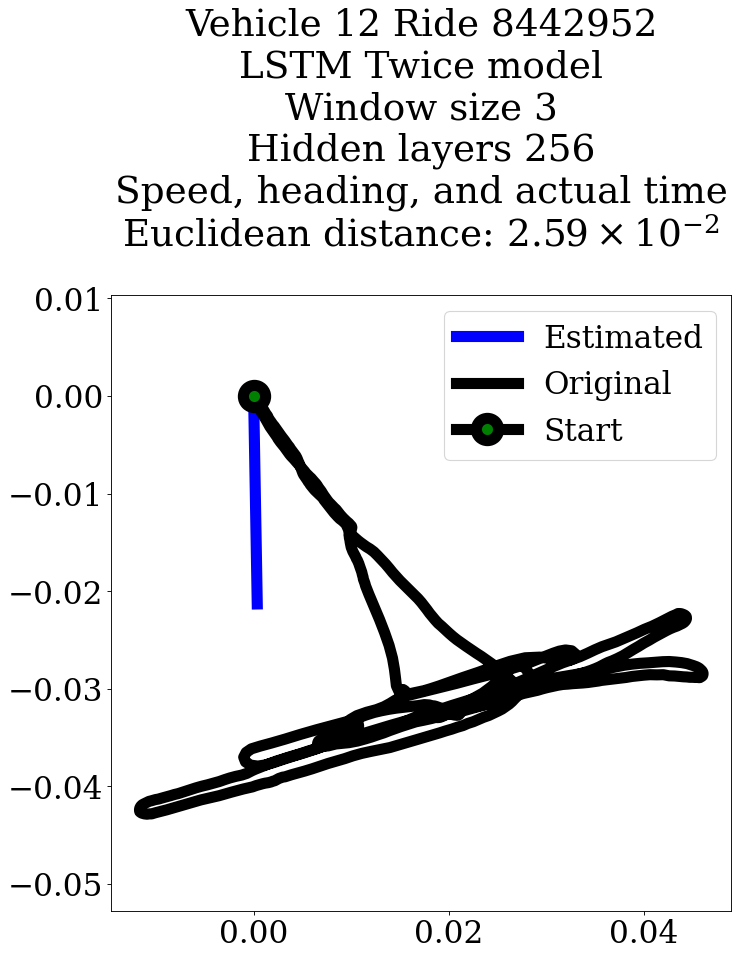 Vehicle 12 Ride 8442952
LSTM Twice model
Window size 3
Hidden layers 256
Speed, heading, and actual time
Euclidean distance: 2.59 × 10⁻²
0.01
0.00
−0.01
−0.02
−0.03
−0.04
−0.05
Estimated
Original
Start
0.00 0.02 0.04